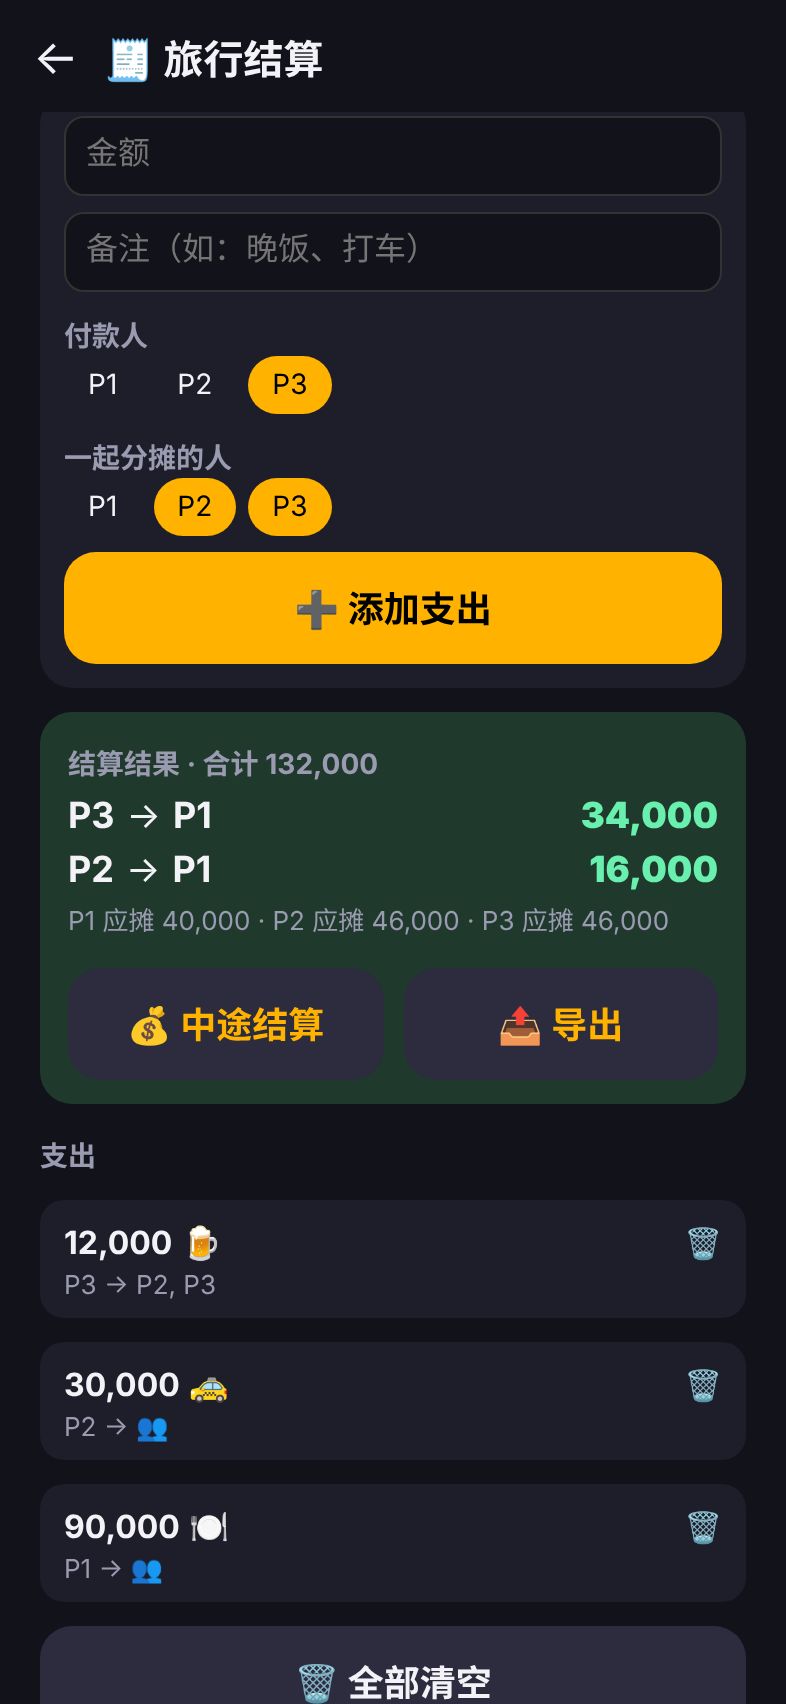 ← 🧾 旅行结算
金额
备注（如：晚饭、打车）
付款人
P1 P2 P3
一起分摊的人
P1 P2 P3
➕ 添加支出
结算结果 · 合计 132,000
P3 → P1 34,000
P2 → P1 16,000
P1 应摊 40,000 · P2 应摊 46,000 · P3 应摊 46,000
💰 中途结算 📤 导出
支出
12,000 🍺 🗑️
P3 → P2, P3
30,000 🚕 🗑️
P2 → 👥
90,000 🍽️ 🗑️
P1 → 👥
🗑️ 全部清空